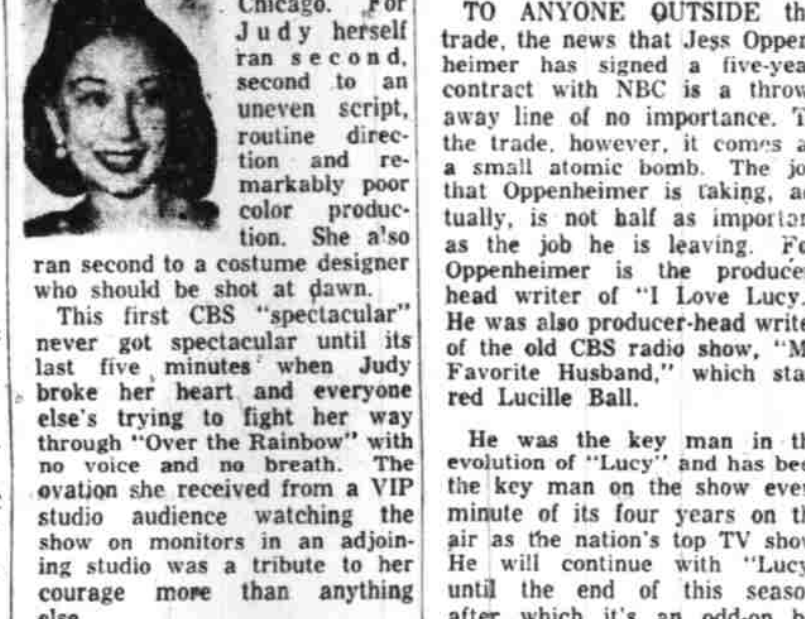 Chicago. For
Judy herself
ran second,
second to an
uneven script,
routine direc-
tion and re-
markably poor
color produc-
tion. She also
ran second to a costume designer
who should be shot at dawn.
This first CBS "spectacular"
never got spectacular until its
last five minutes when Judy
broke her heart and everyone
else's trying to fight her way
through "Over the Rainbow" with
no voice and no breath. The
ovation she received from a VIP
studio audience watching the
show on monitors in an adjoin-
ing studio was a tribute to her
courage more than anything
else
TO ANYONE OUTSIDE th
trade, the news that Jess Oppen
heimer has signed a five-yea
contract with NBC is a throw
away line of no importance. T
the trade, however, it comes a
a small atomic bomb. The jo
that Oppenheimer is taking, ac
tually, is not half as importan
as the job he is leaving. Fo
Oppenheimer is the produce
head writer of "I Love Lucy
He was also producer-head write
of the old CBS radio show, "M
Favorite Husband," which sta
red Lucille Ball.
He was the key man in th
evolution of "Lucy" and has bee
the key man on the show ever
minute of its four years on th
air as the nation's top TV show
He will continue with "Lucy
until the end of this seaso
after which it's an odd-on b